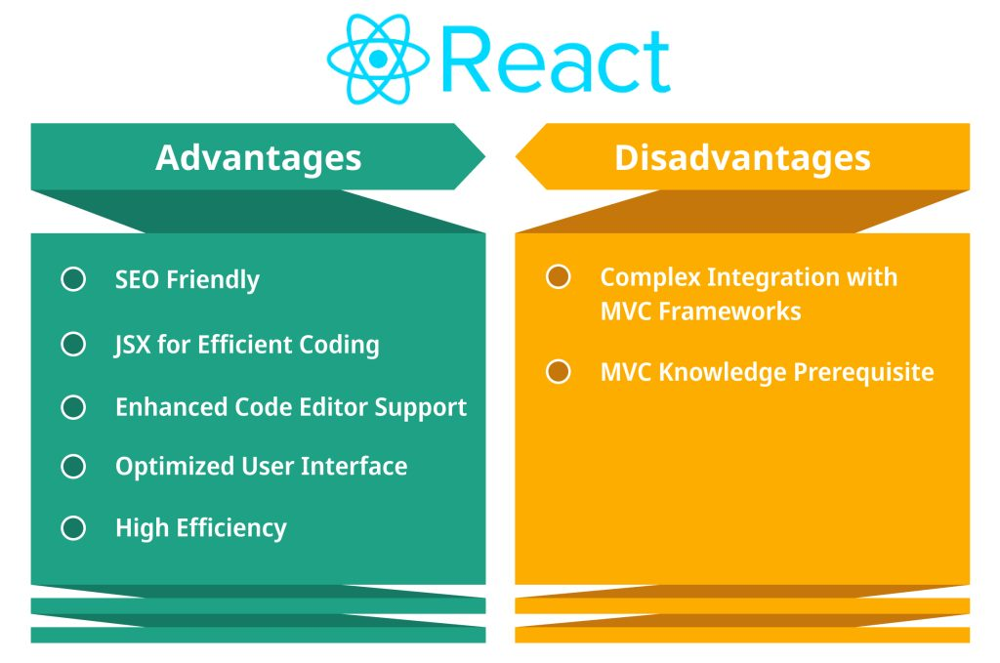 React
Advantages
SEO Friendly
JSX for Efficient Coding
Enhanced Code Editor Support
Optimized User Interface
High Efficiency
Disadvantages
Complex Integration with
MVC Frameworks
MVC Knowledge Prerequisite